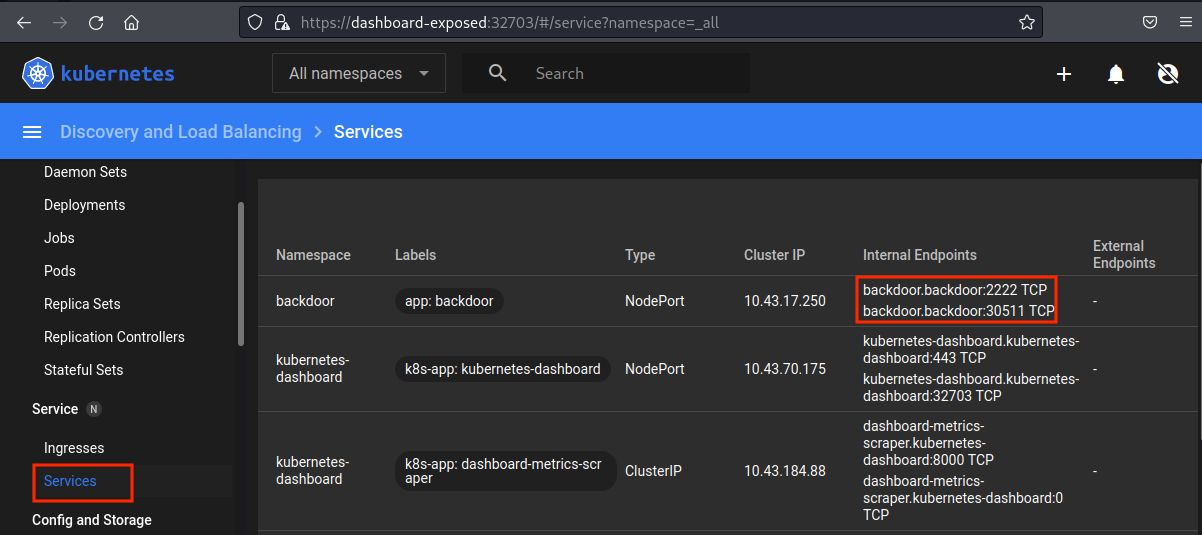 https://dashboard-exposed:32703/#/service?namespace=_all
kubernetes
All namespaces
Search
Discovery and Load Balancing
Services
Daemon Sets
Deployments
Jobs
Pods
Replica Sets
Replication Controllers
Stateful Sets
Service N
Ingresses
Services
Config and Storage
Namespace Labels Type Cluster IP Internal Endpoints External
Endpoints
backdoor app: backdoor NodePort 10.43.17.250 backdoor.backdoor:2222 TCP -
backdoor.backdoor:30511 TCP
kubernetes-
dashboard
k8s-app: kubernetes-dashboard
NodePort
10.43.70.175
kubernetes-dashboard.kubernetes-
dashboard:443 TCP
kubernetes-dashboard.kubernetes-
dashboard:32703 TCP
-
kubernetes-
dashboard
k8s-app: dashboard-metrics-scr
aper
ClusterIP
10.43.184.88
dashboard-metrics-
scraper.kubernetes-
dashboard:8000 TCP
dashboard-metrics-
scraper.kubernetes-dashboard:0
TCP
-